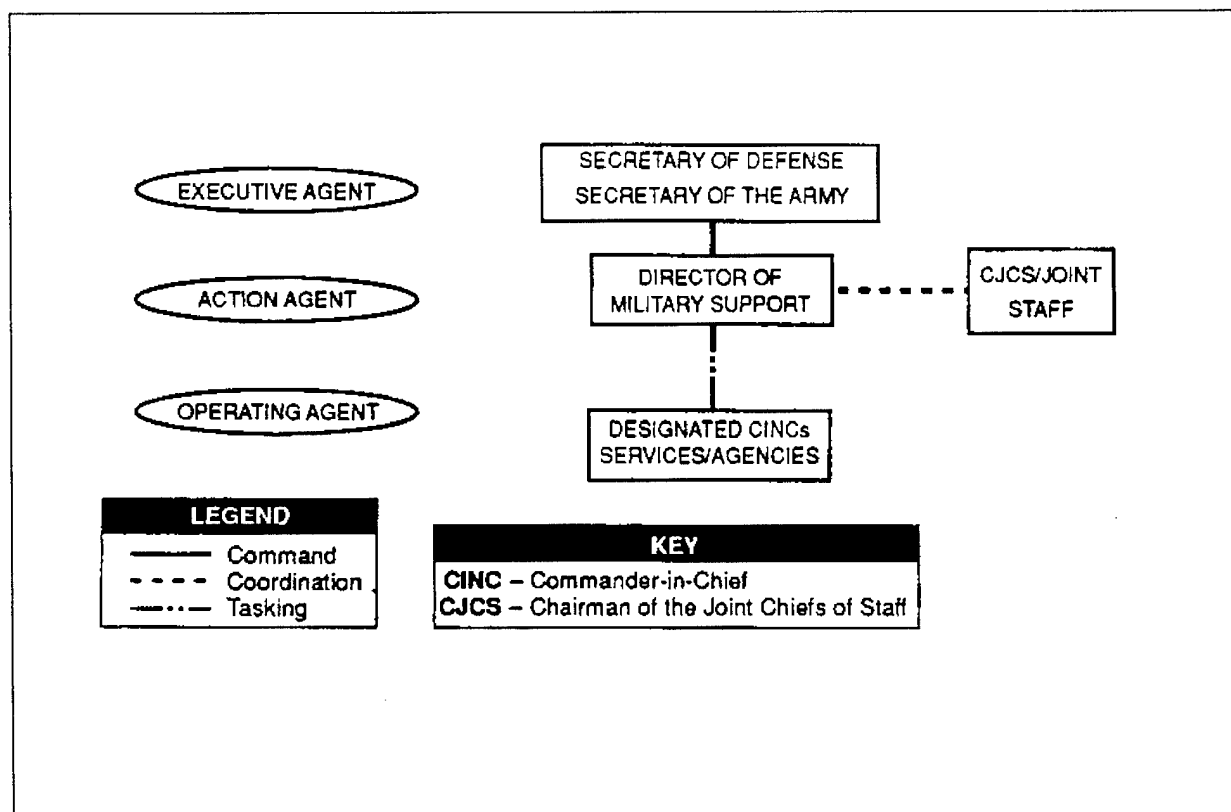 EXECUTIVE AGENT
SECRETARY OF DEFENSE
SECRETARY OF THE ARMY
ACTION AGENT
DIRECTOR OF
MILITARY SUPPORT
CJCS/JOINT
STAFF
OPERATING AGENT
DESIGNATED CINCs
SERVICES/AGENCIES
LEGEND
Command
Coordination
Tasking
KEY
CINC – Commander-in-Chief
CJCS – Chairman of the Joint Chiefs of Staff